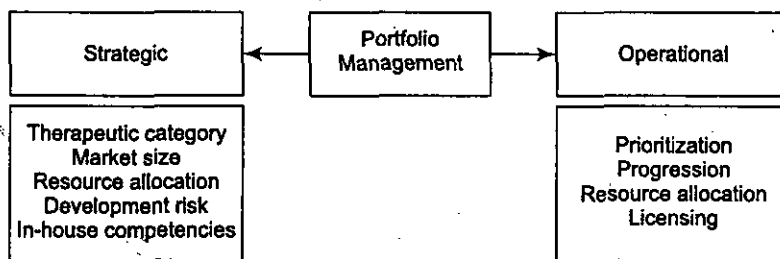 Strategic
Portfolio
Management
Operational
Therapeutic category
Market size
Resource allocation
Development risk
In-house competencies
Prioritization
Progression
Resource allocation
Licensing